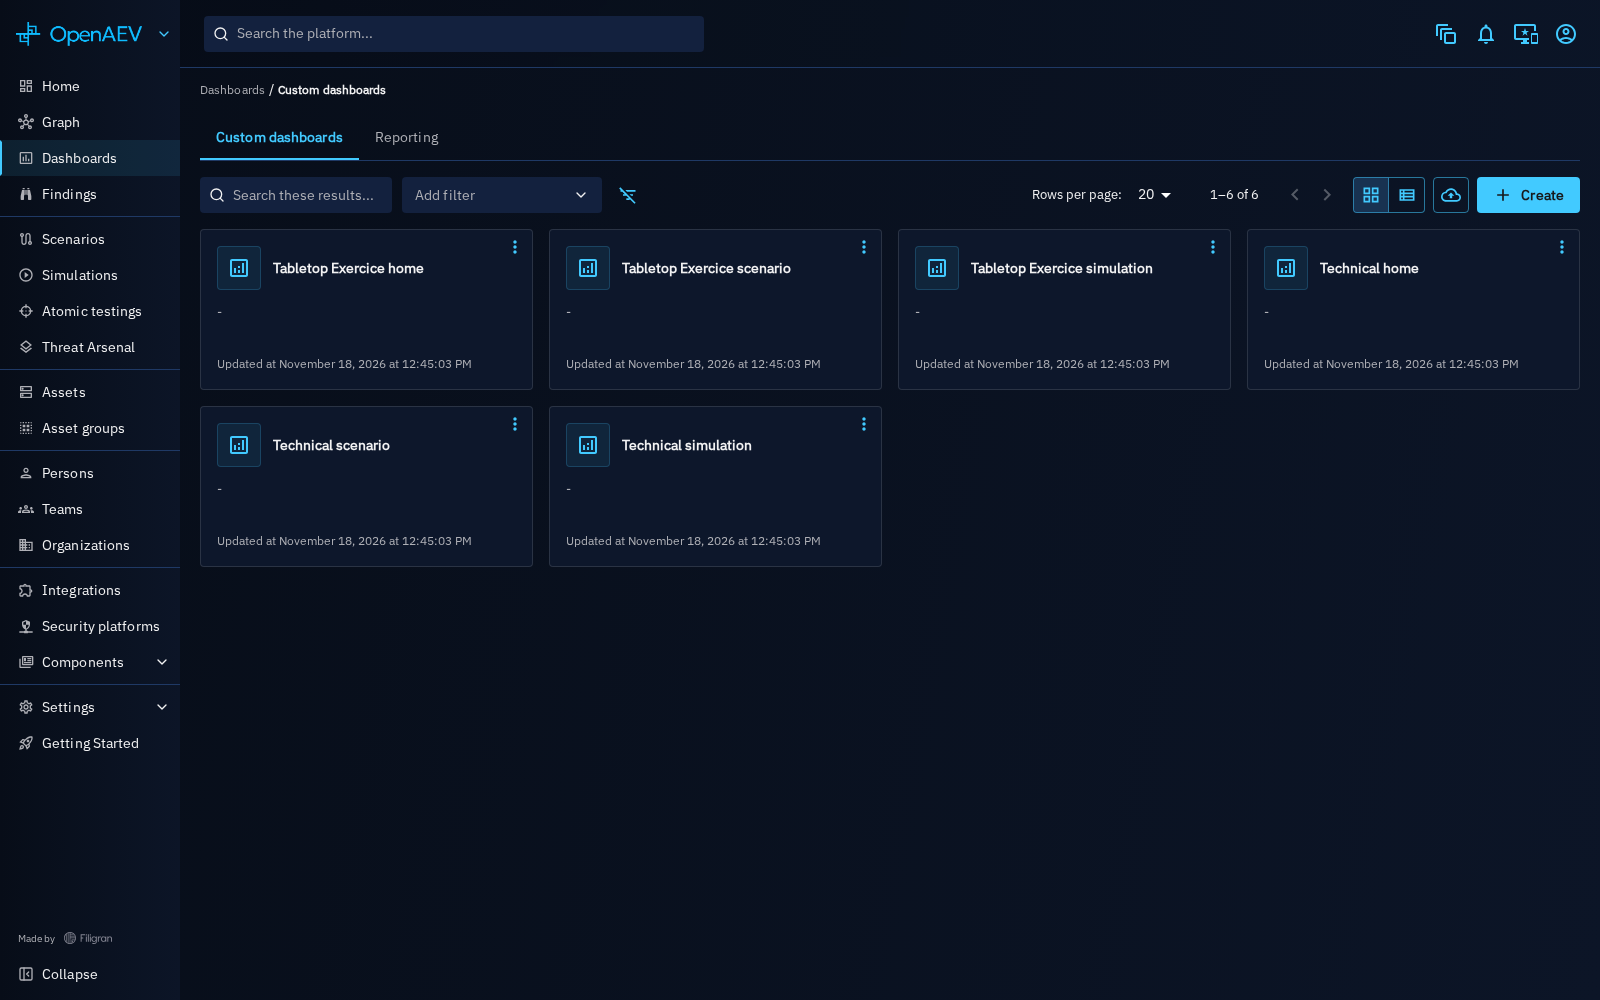 OpenAEV
Search the platform...
Home
Graph
Dashboards
Findings
Scenarios
Simulations
Atomic testings
Threat Arsenal
Assets
Asset groups
Persons
Teams
Organizations
Integrations
Security platforms
Components
Settings
Getting Started
Made by Filigran
Collapse
Dashboards / Custom dashboards
Custom dashboards Reporting
Search these results... Add filter Rows per page: 20 1–6 of 6 Create
Tabletop Exercice home
-
Updated at November 18, 2026 at 12:45:03 PM
Tabletop Exercice scenario
-
Updated at November 18, 2026 at 12:45:03 PM
Tabletop Exercice simulation
-
Updated at November 18, 2026 at 12:45:03 PM
Technical home
-
Updated at November 18, 2026 at 12:45:03 PM
Technical scenario
-
Updated at November 18, 2026 at 12:45:03 PM
Technical simulation
-
Updated at November 18, 2026 at 12:45:03 PM